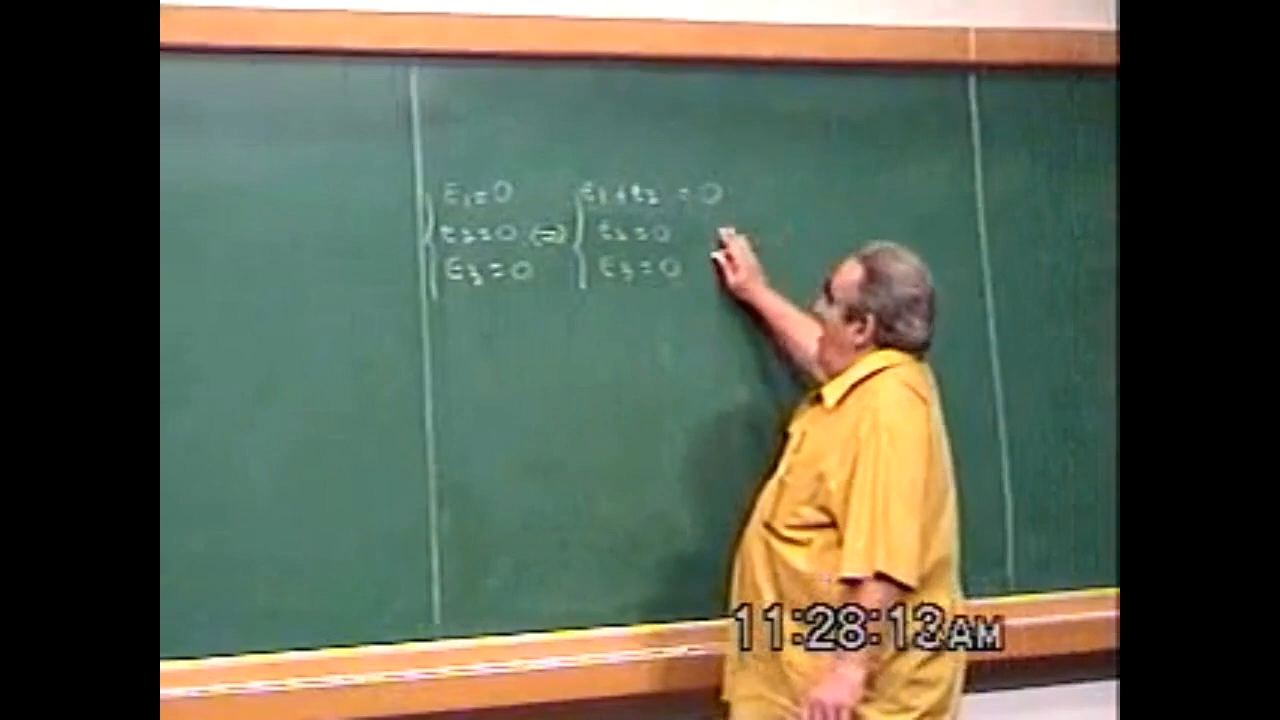 E₁=0 ⇔ E₁+E₂ =0
E₂=0 E₂=0
E₃=0 E₃=0
11:28:13AM